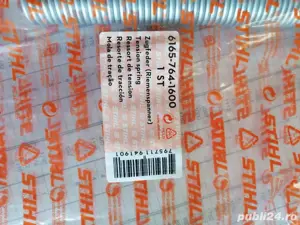 6165-764-1600
1 ST
Zugfeder (Riemenspanner)
Tension spring
Ressort de tension
Resorte de tracción
Mola de tração
STIHL
STIHL
STIHL
STIHL
STIHL
STIHL
publi24.ro